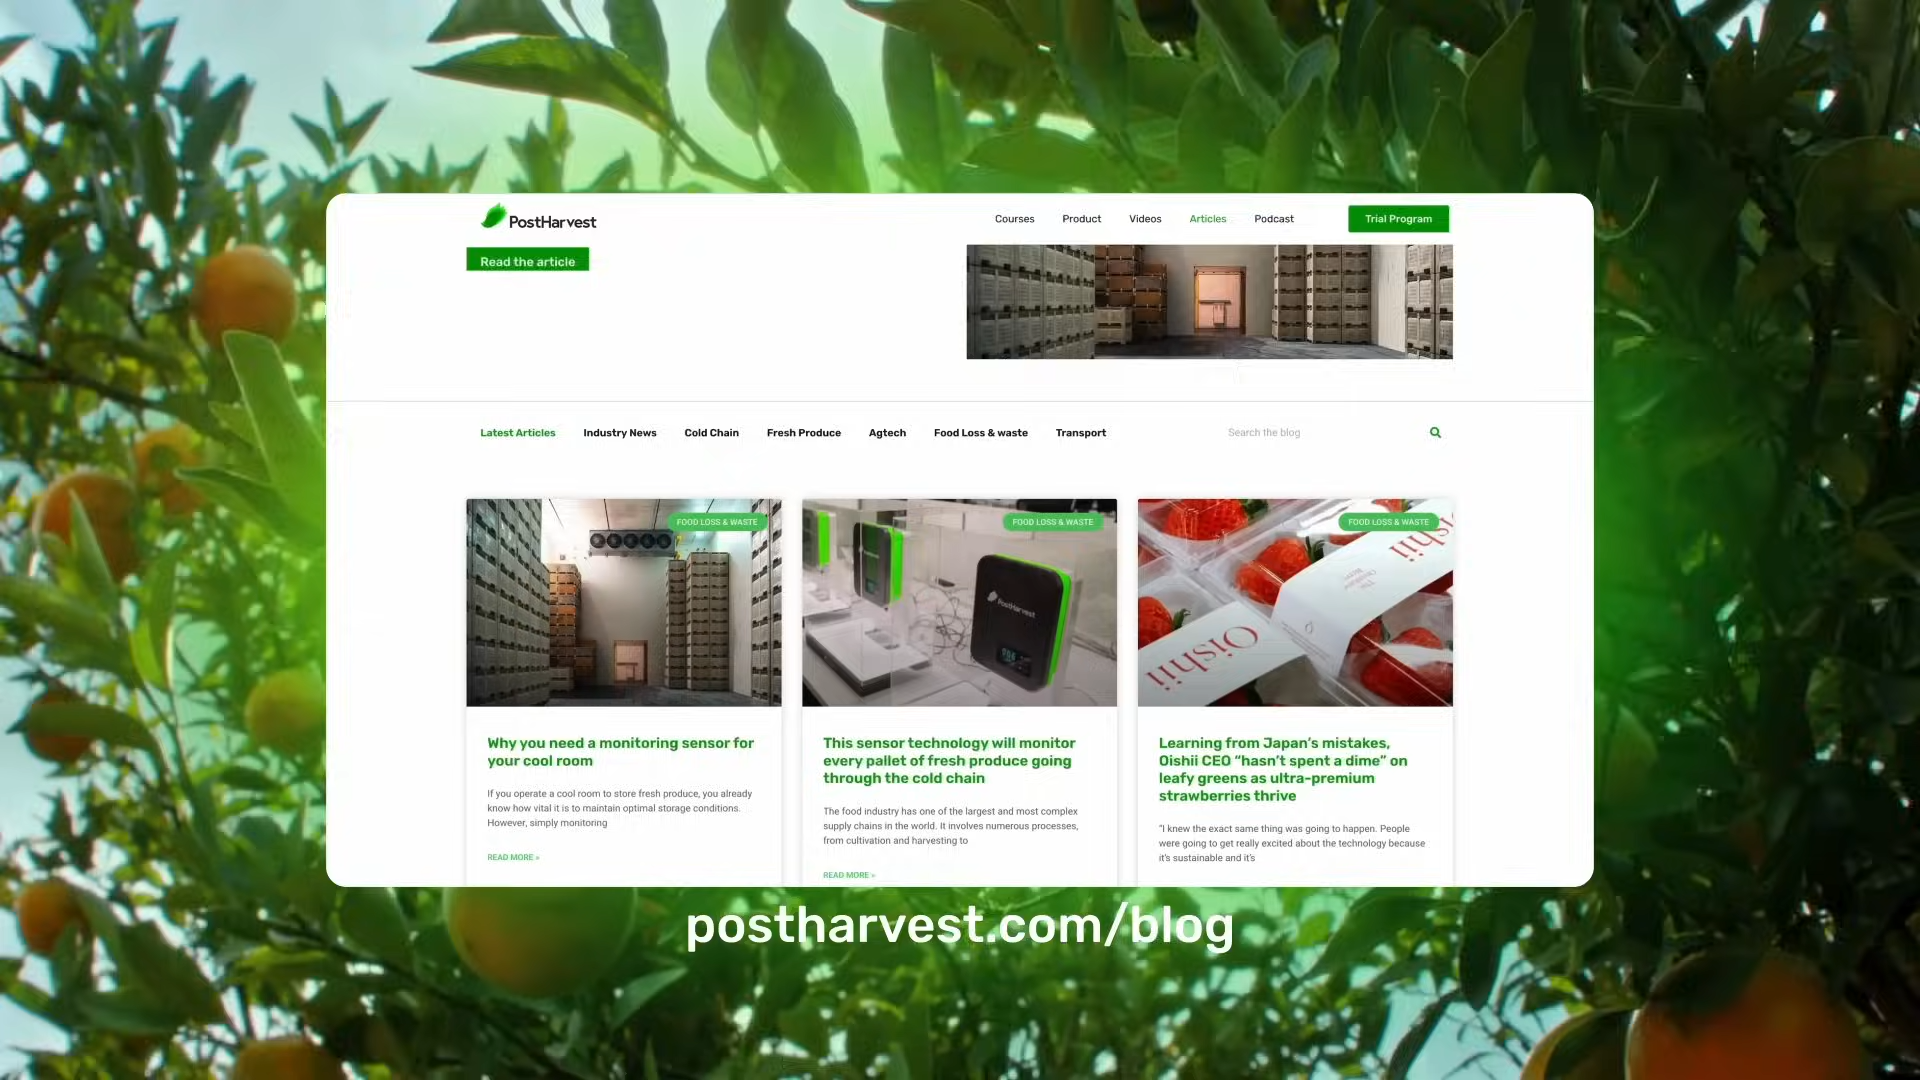 PostHarvest
Courses Product Videos Articles Podcast Trial Program
Read the article
Latest Articles Industry News Cold Chain Fresh Produce Agtech Food Loss & waste Transport Search the blog
FOOD LOSS & WASTE
Why you need a monitoring sensor for
your cool room
If you operate a cool room to store fresh produce, you already
know how vital it is to maintain optimal storage conditions.
However, simply monitoring
READ MORE »
FOOD LOSS & WASTE
PostHarvest
This sensor technology will monitor
every pallet of fresh produce going
through the cold chain
The food industry has one of the largest and most complex
supply chains in the world. It involves numerous processes,
from cultivation and harvesting to
READ MORE »
FOOD LOSS & WASTE
Oishii
Oishii
Learning from Japan's mistakes,
Oishii CEO "hasn't spent a dime" on
leafy greens as ultra-premium
strawberries thrive
"I knew the exact same thing was going to happen. People
were going to get really excited about the technology because
it's sustainable and it's
postharvest.com/blog